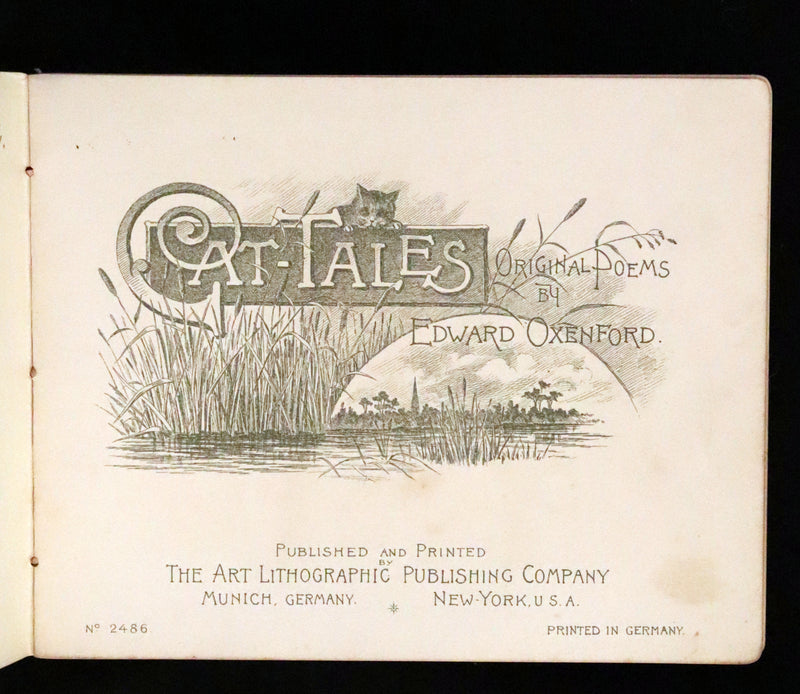 Cat-Tales
Original Poems
by
Edward Oxenford.
Published and Printed
by
The Art Lithographic Publishing Company
Munich, Germany. New-York, U.S.A.
No 2486
Printed in Germany.